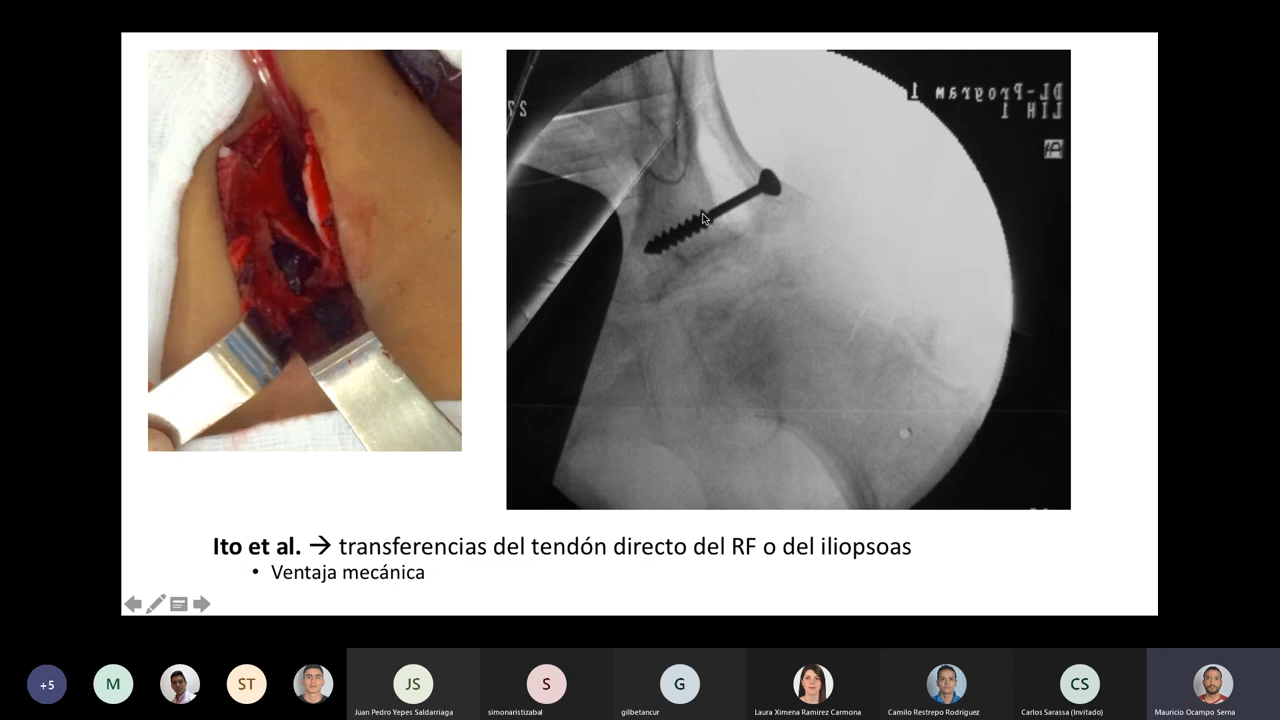 DL-Program 1
LIH 1
27
Ito et al. → transferencias del tendón directo del RF o del iliopsoas
• Ventaja mecánica
+5
M
ST
JS
S
G
CS
Juan Pedro Yepes Saldarriaga
simonaristizabal
gilbetancur
Laura Ximena Ramirez Carmona
Camilo Restrepo Rodriguez
Carlos Sarassa (Invitado)
Mauricio Ocampo Serna